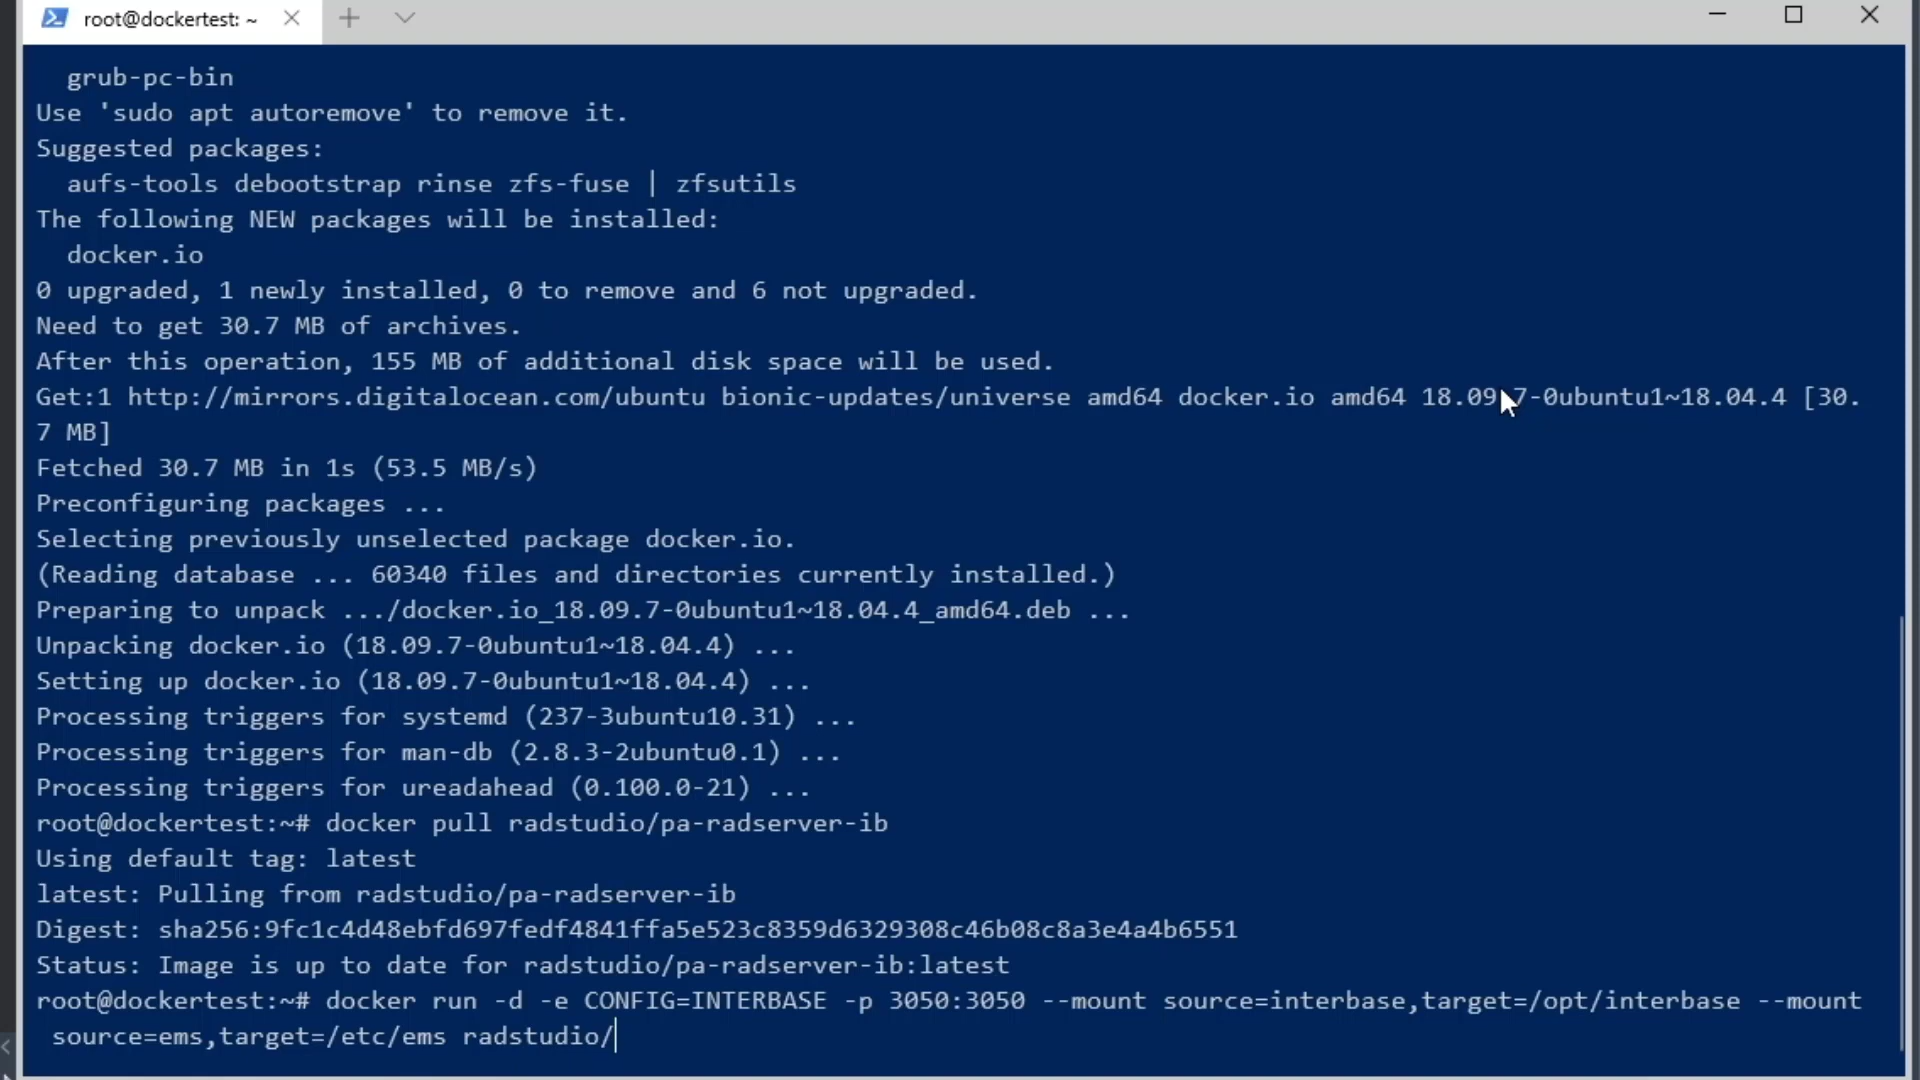 root@dockertest: ~
grub-pc-bin
Use 'sudo apt autoremove' to remove it.
Suggested packages:
aufs-tools debootstrap rinse zfs-fuse | zfsutils
The following NEW packages will be installed:
docker.io
0 upgraded, 1 newly installed, 0 to remove and 6 not upgraded.
Need to get 30.7 MB of archives.
After this operation, 155 MB of additional disk space will be used.
Get:1 http://mirrors.digitalocean.com/ubuntu bionic-updates/universe amd64 docker.io amd64 18.09.7-0ubuntu1~18.04.4 [30.
7 MB]
Fetched 30.7 MB in 1s (53.5 MB/s)
Preconfiguring packages ...
Selecting previously unselected package docker.io.
(Reading database ... 60340 files and directories currently installed.)
Preparing to unpack .../docker.io_18.09.7-0ubuntu1~18.04.4_amd64.deb ...
Unpacking docker.io (18.09.7-0ubuntu1~18.04.4) ...
Setting up docker.io (18.09.7-0ubuntu1~18.04.4) ...
Processing triggers for systemd (237-3ubuntu10.31) ...
Processing triggers for man-db (2.8.3-2ubuntu0.1) ...
Processing triggers for ureadahead (0.100.0-21) ...
root@dockertest:~# docker pull radstudio/pa-radserver-ib
Using default tag: latest
latest: Pulling from radstudio/pa-radserver-ib
Digest: sha256:9fc1c4d48ebfd697fedf4841ffa5e523c8359d6329308c46b08c8a3e4a4b6551
Status: Image is up to date for radstudio/pa-radserver-ib:latest
root@dockertest:~# docker run -d -e CONFIG=INTERBASE -p 3050:3050 --mount source=interbase,target=/opt/interbase --mount
source=ems,target=/etc/ems radstudio/